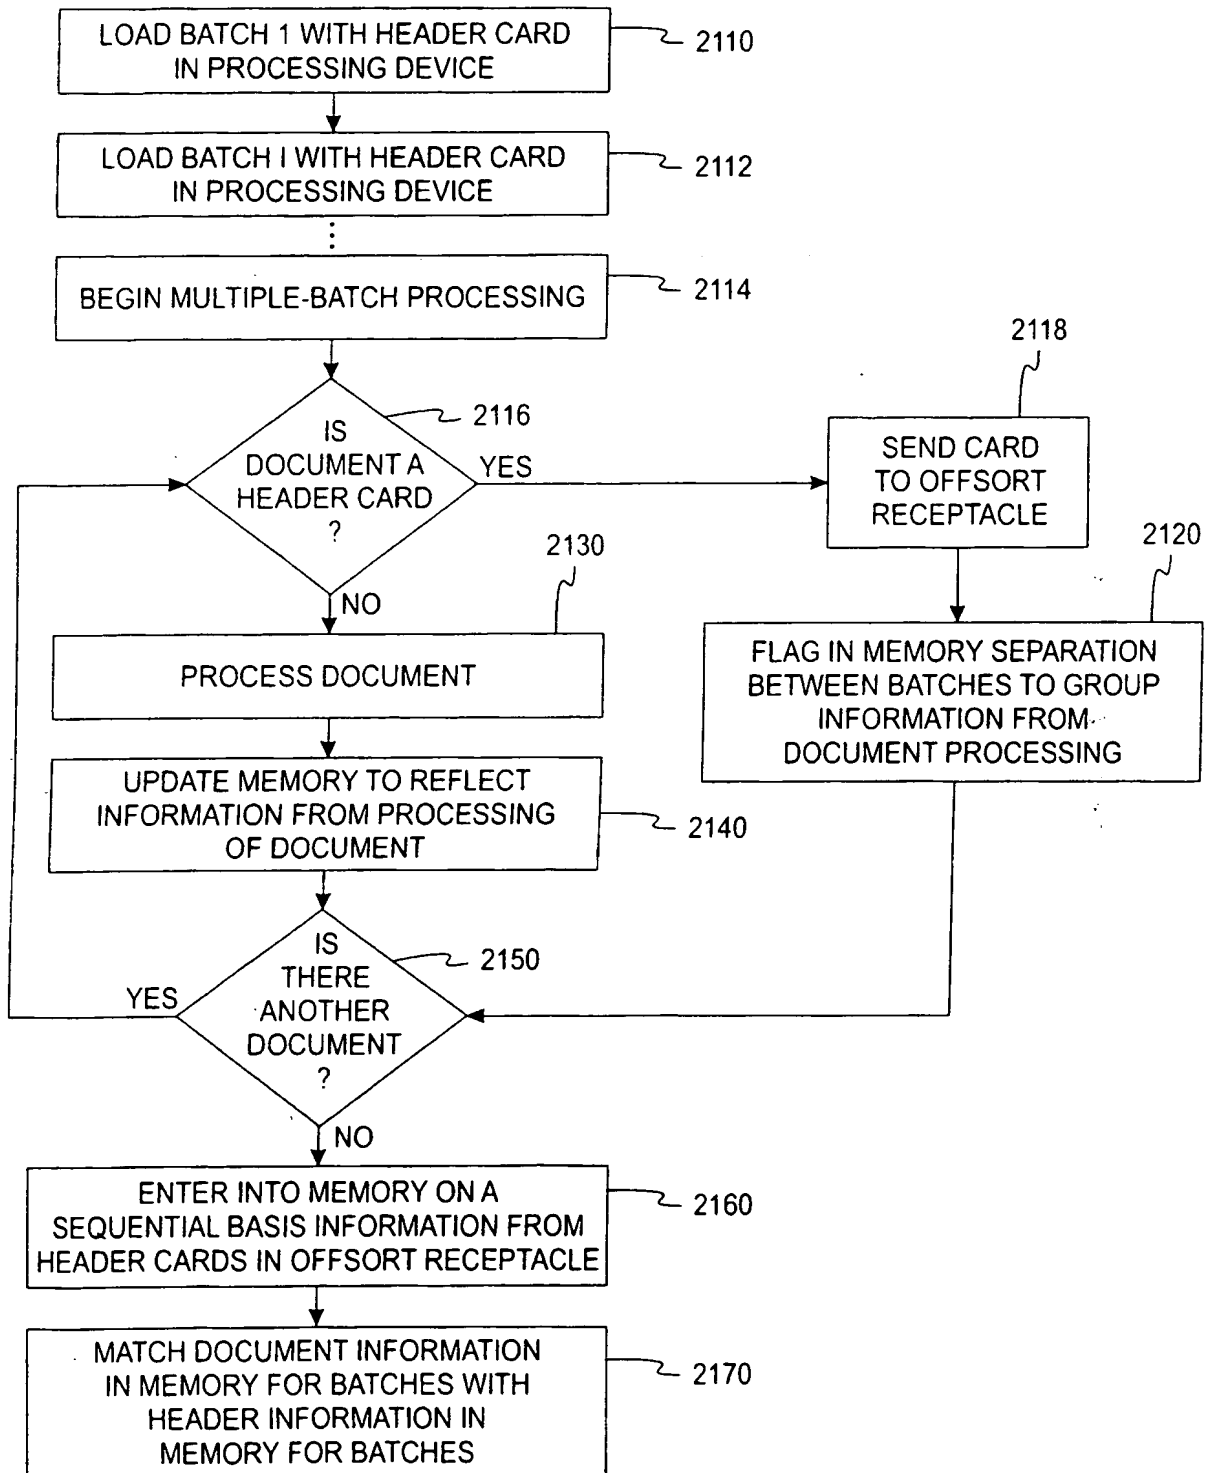 LOAD BATCH 1 WITH HEADER CARD
IN PROCESSING DEVICE
2110
LOAD BATCH I WITH HEADER CARD
IN PROCESSING DEVICE
2112
BEGIN MULTIPLE-BATCH PROCESSING
2114
IS
DOCUMENT A
HEADER CARD
?
2116
YES
NO
2118
SEND CARD
TO OFFSORT
RECEPTACLE
2120
FLAG IN MEMORY SEPARATION
BETWEEN BATCHES TO GROUP
INFORMATION FROM
DOCUMENT PROCESSING
2130
PROCESS DOCUMENT
UPDATE MEMORY TO REFLECT
INFORMATION FROM PROCESSING
OF DOCUMENT
2140
IS
THERE
ANOTHER
DOCUMENT
?
2150
YES
NO
ENTER INTO MEMORY ON A
SEQUENTIAL BASIS INFORMATION FROM
HEADER CARDS IN OFFSORT RECEPTACLE
2160
MATCH DOCUMENT INFORMATION
IN MEMORY FOR BATCHES WITH
HEADER INFORMATION IN
MEMORY FOR BATCHES
2170